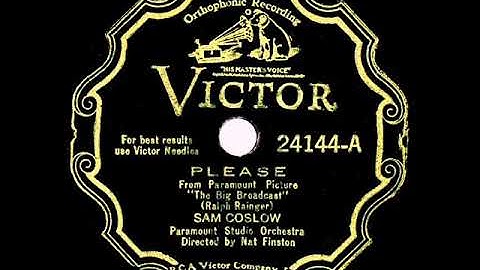 Orthophonic Recording
"HIS MASTER'S VOICE"
VICTOR
For best results
use Victor Needles
24144-A
PLEASE
From Paramount Picture
"The Big Broadcast"
(Ralph Rainger)
SAM COSLOW
Paramount Studio Orchestra
Directed by Nat Finston
RCA Victor Company